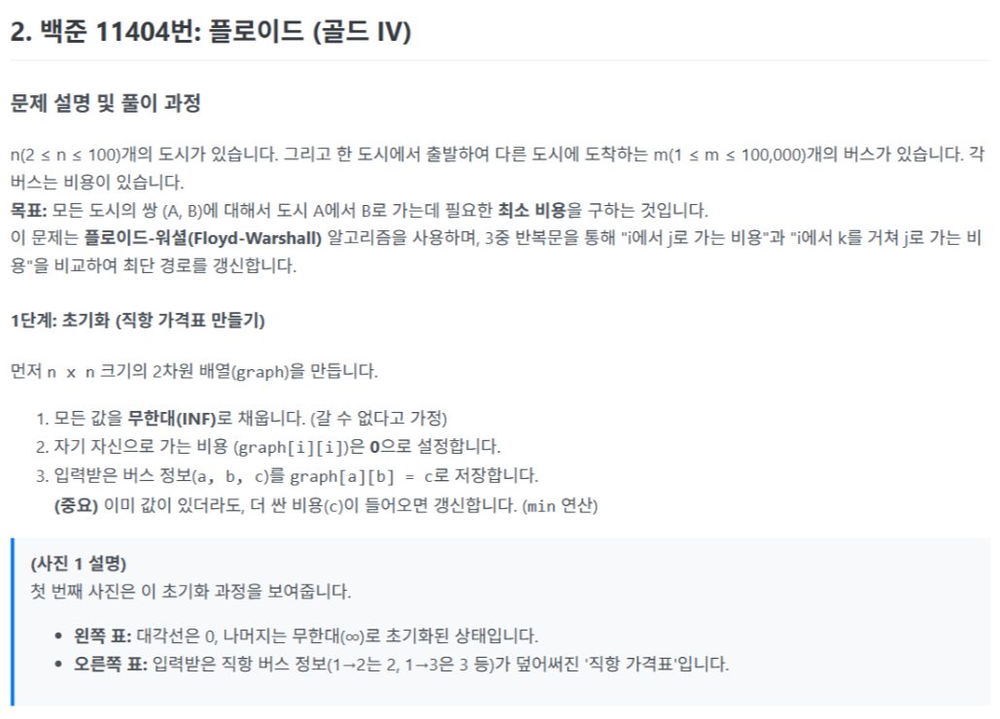 2. 백준 11404번: 플로이드 (골드 IV)
문제 설명 및 풀이 과정
n(2 ≤ n ≤ 100)개의 도시가 있습니다. 그리고 한 도시에서 출발하여 다른 도시에 도착하는 m(1 ≤ m ≤ 100,000)개의 버스가 있습니다. 각
버스는 비용이 있습니다.
목표: 모든 도시의 쌍 (A, B)에 대해서 도시 A에서 B로 가는데 필요한 최소 비용을 구하는 것입니다.
이 문제는 플로이드-워셜(Floyd-Warshall) 알고리즘을 사용하며, 3중 반복문을 통해 "i에서 j로 가는 비용"과 "i에서 k를 거쳐 j로 가는 비
용"을 비교하여 최단 경로를 갱신합니다.
1단계: 초기화 (직항 가격표 만들기)
먼저 n x n 크기의 2차원 배열(graph)을 만듭니다.
1. 모든 값을 무한대(INF)로 채웁니다. (갈 수 없다고 가정)
2. 자기 자신으로 가는 비용 (graph[i][i])은 0으로 설정합니다.
3. 입력받은 버스 정보(a, b, c)를 graph[a][b] = c로 저장합니다.
(중요) 이미 값이 있더라도, 더 싼 비용(c)이 들어오면 갱신합니다. (min 연산)
(사진 1 설명)
첫 번째 사진은 이 초기화 과정을 보여줍니다.
• 왼쪽 표: 대각선은 0, 나머지는 무한대(∞)로 초기화된 상태입니다.
• 오른쪽 표: 입력받은 직항 버스 정보(1→2는 2, 1→3은 3 등)가 덮어써진 '직항 가격표'입니다.